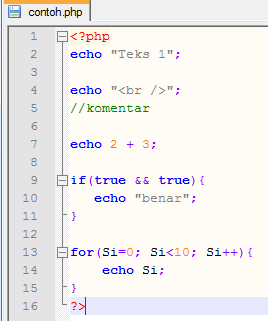 contoh.php
1 <?php
2 echo "Teks 1";
3
4 echo "<br />";
5 //komentar
6
7 echo 2 + 3;
8
9 if(true && true){
10 echo "benar";
11 }
12
13 for(Si=0; Si<10; Si++){
14 echo Si;
15 }
16 ?>